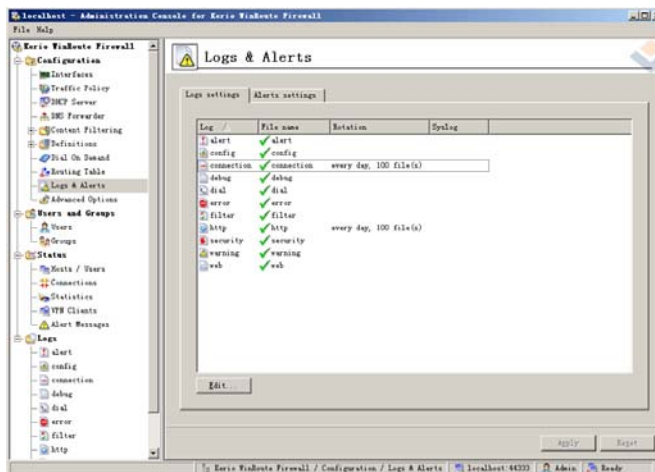 localhost - Administration Console for Kerio WinRoute Firewall
File Help
Kerio WinRoute Firewall
Configuration
Interfaces
Traffic Policy
DHCP Server
DNS Forwarder
Content Filtering
Definitions
Dial On Demand
Routing Table
Logs & Alerts
Advanced Options
Users and Groups
Users
Groups
Status
Hosts / Users
Connections
Statistics
VPN Clients
Alert Messages
Logs
alert
config
connection
debug
dial
error
filter
http
Logs & Alerts
Logs settings Alerts settings
Log File name Rotation Syslog
alert alert
config config
connection connection every day, 100 file(s)
debug debug
dial dial
error error
filter filter
http http every day, 100 file(s)
security security
warning warning
web web
Edit...
Apply Reset
Kerio WinRoute Firewall / Configuration / Logs & Alerts localhost:44333 Admin Ready